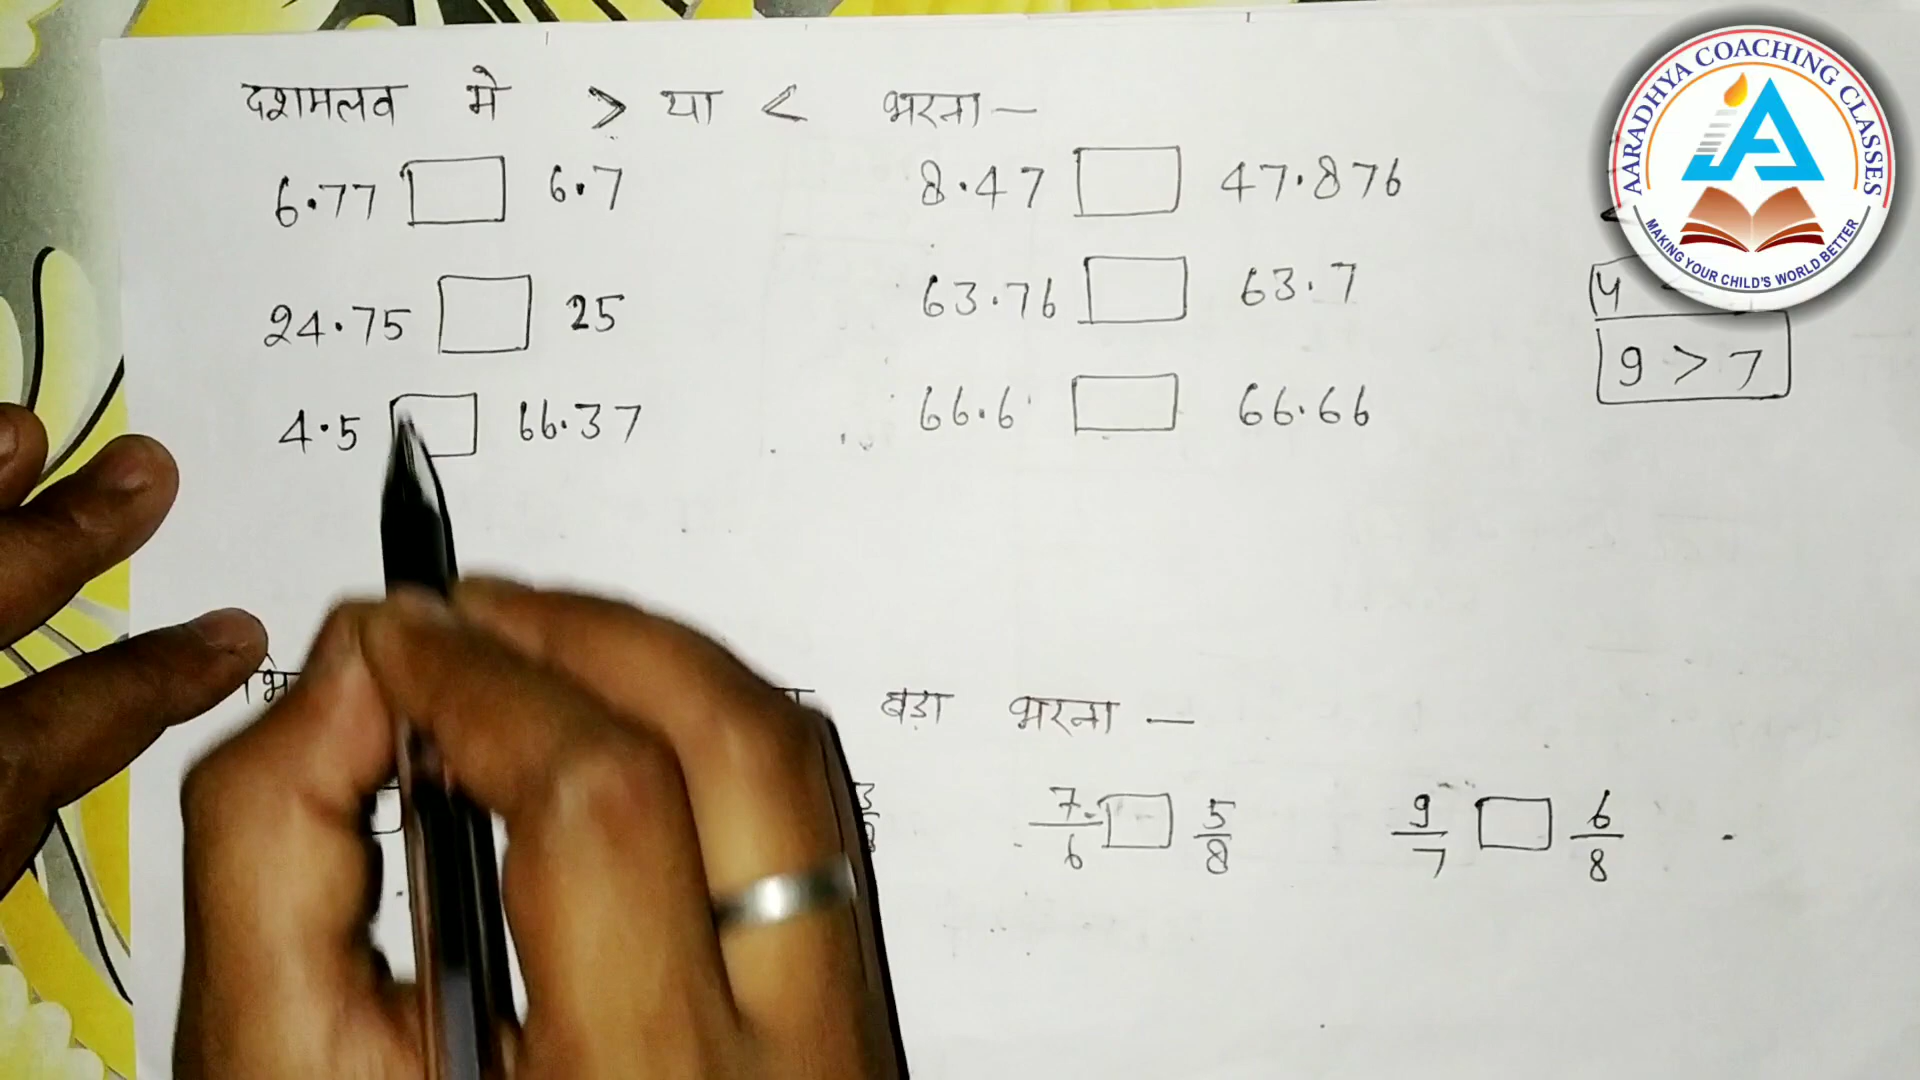 दशमलव मे > या < भरना —
6.77 □ 6.7
8.47 □ 47.876
24.75 □ 25
63.76 □ 63.7
4.5 □ 66.37
66.6 □ 66.66
9 > 7
बड़ा भरना —
7/6 □ 5/8
9/7 □ 6/8
AARADHYA COACHING CLASSES
MAKING YOUR CHILD'S WORLD BETTER